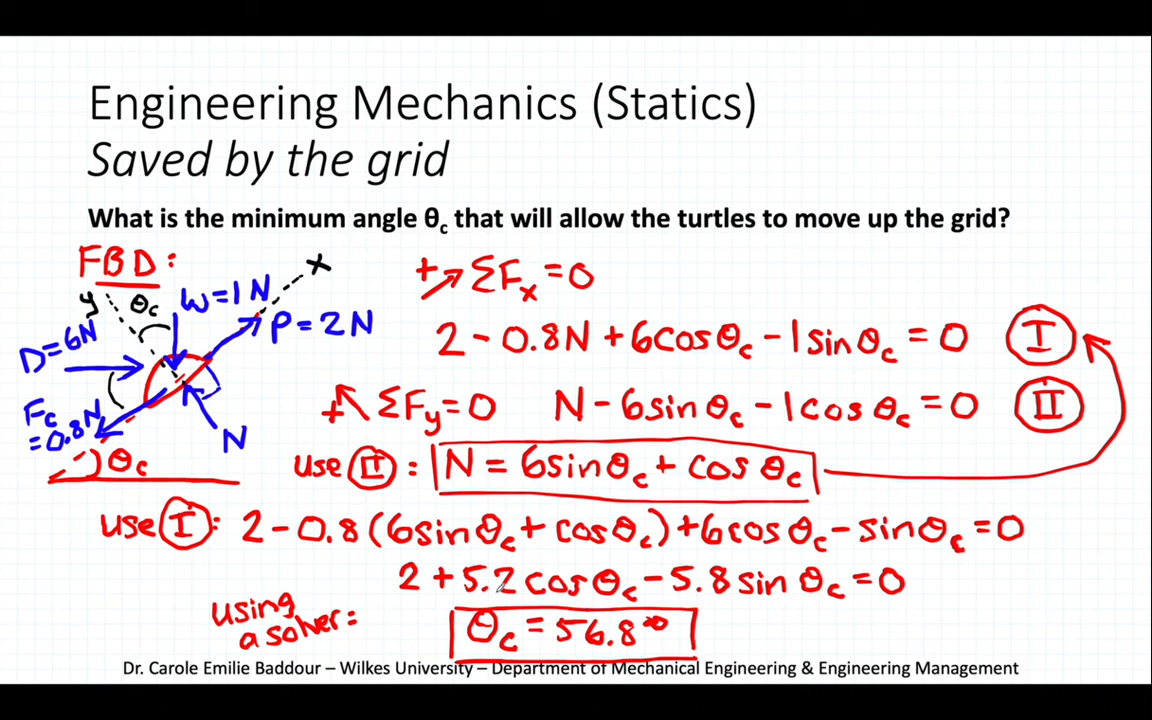 Engineering Mechanics (Statics)
Saved by the grid
What is the minimum angle θc that will allow the turtles to move up the grid?
FBD:
x
y
θc
W=1N
P=2N
D=6N
Fc
=0.8N
N
θc
+↗ ΣFx=0
2-0.8N+6cosθc-1sinθc=0 I
+↖ ΣFy=0 N-6sinθc-1cosθc=0 II
use II: N=6sinθc+cosθc
use I: 2-0.8(6sinθc+cosθc)+6cosθc-sinθc=0
2+5.2cosθc-5.8sinθc=0
using
a solver:
θc=56.8°
Dr. Carole Emilie Baddour – Wilkes University – Department of Mechanical Engineering & Engineering Management